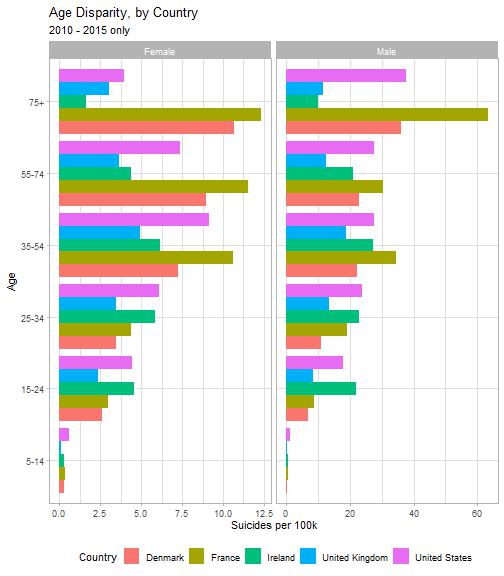 Age Disparity, by Country
2010 - 2015 only
Female Male
75+
55-74
35-54
25-34
15-24
5-14
Age
0.0 2.5 5.0 7.5 10.0 12.5 0 20 40 60
Suicides per 100k
Country Denmark France Ireland United Kingdom United States